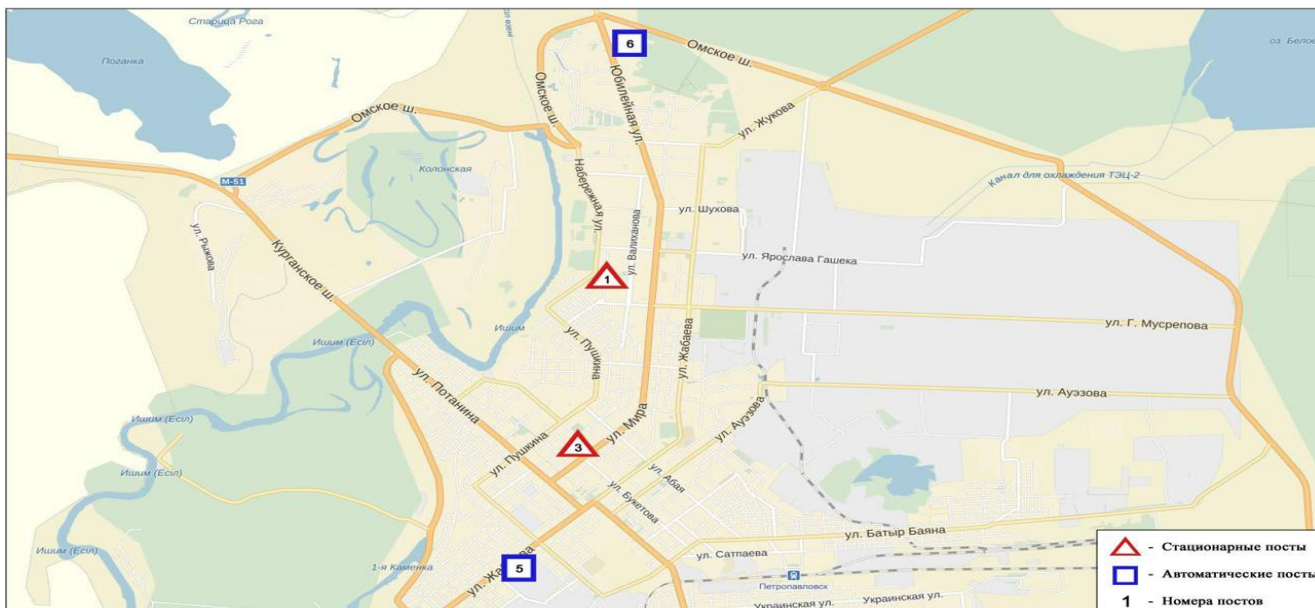 Старица Рога
Поганка
6
Омское ш.
оз. Бело
Омское ш.
Омское ш.
Юбилейная ул.
ул. Жукова
Колонская
М-51
Набережная ул.
Канал для охлаждения ТЭЦ-2
ул. Рыжова
ул. Шухова
ул. Валиханова
Курганское ш.
ул. Ярослава Гашека
1
Ишим
ул. Г. Мусрепова
Ишим (Есіл)
ул. Пушкина
ул. Жабаева
ул. Потанина
ул. Ауэзова
Ишим (Есіл)
ул. Мира
ул. Ауэзова
ул. Пушкина
3
Ишим (Есіл)
ул. Абая
ул. Букетова
ул. Батыр Баяна
Ишим (Есіл)
ул. Сатпаева
1-я Каменка
5
Петропавловск
Украинская ул.
Украинская ул.
- Стационарные посты
- Автоматические посты
1 - Номера постов